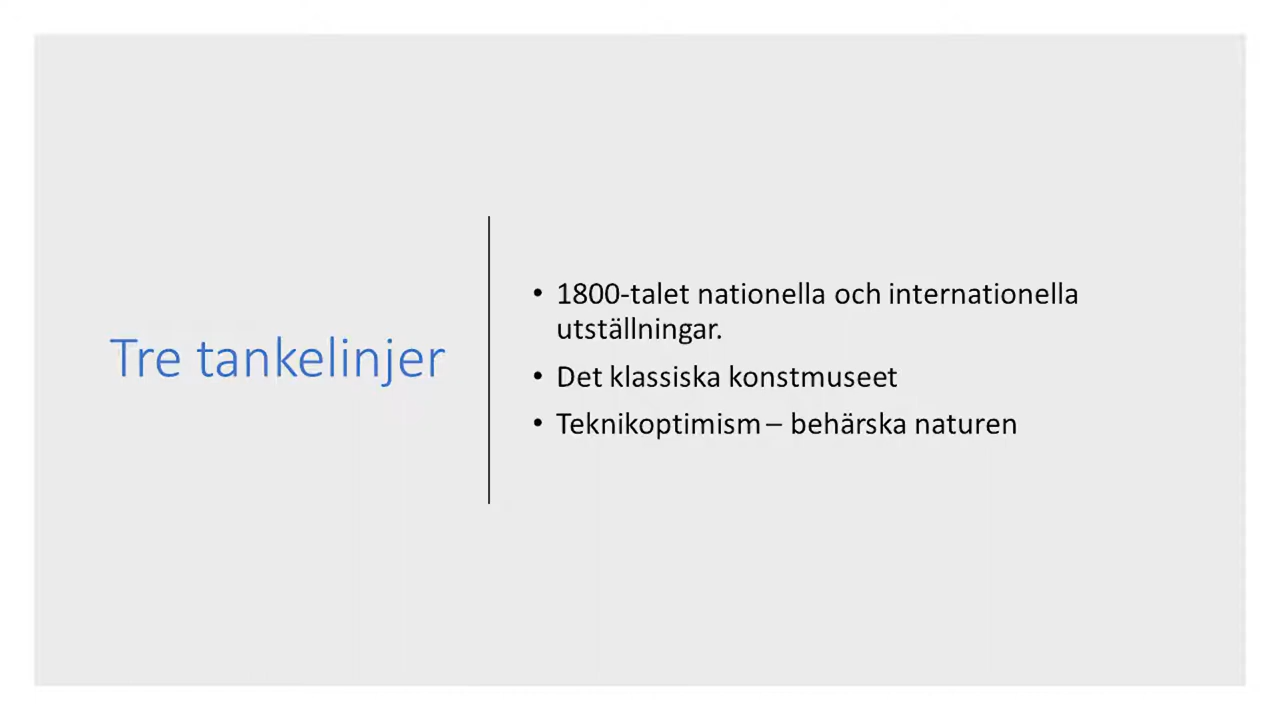 Tre tankelinjer
• 1800-talet nationella och internationella
utställningar.
• Det klassiska konstmuseet
• Teknikoptimism – behärska naturen